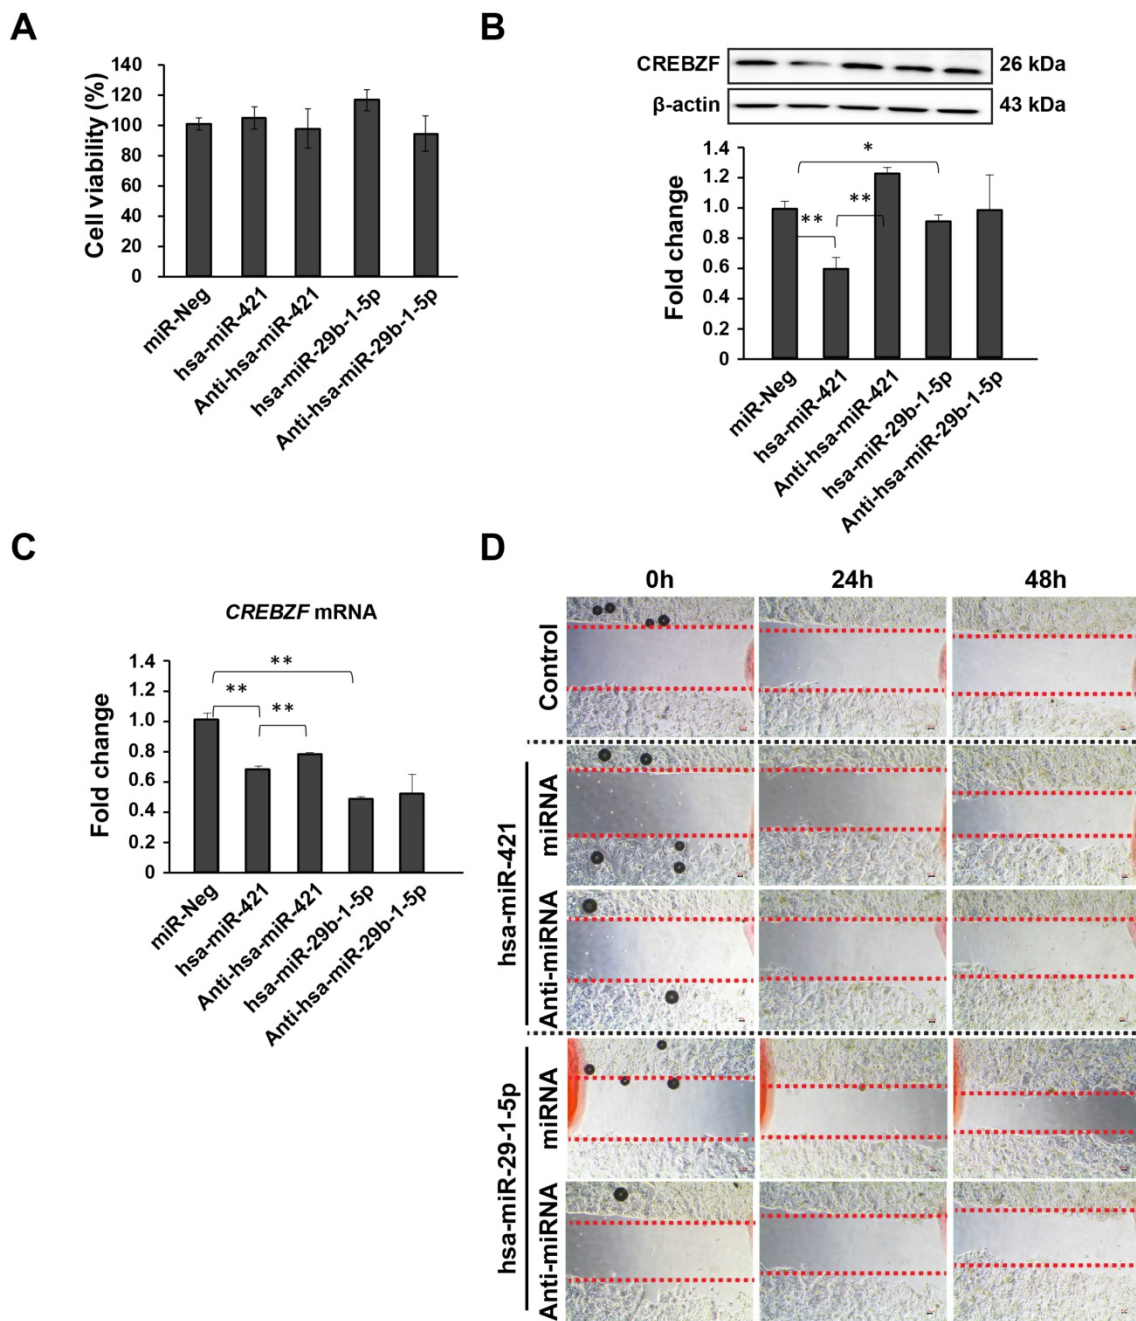 A
Cell viability (%)
140
120
100
80
60
40
20
0
miR-Neg
hsa-miR-421
Anti-hsa-miR-421
hsa-miR-29b-1-5p
Anti-hsa-miR-29b-1-5p
B
CREBZF
26 kDa
β-actin
43 kDa
Fold change
1.4
1.2
1.0
0.8
0.6
0.4
0.2
0
*
**
**
miR-Neg
hsa-miR-421
Anti-hsa-miR-421
hsa-miR-29b-1-5p
Anti-hsa-miR-29b-1-5p
C
CREBZF mRNA
Fold change
1.4
1.2
1.0
0.8
0.6
0.4
0.2
0
**
**
**
miR-Neg
hsa-miR-421
Anti-hsa-miR-421
hsa-miR-29b-1-5p
Anti-hsa-miR-29b-1-5p
D
0h 24h 48h
Control
hsa-miR-421
miRNA
Anti-miRNA
hsa-miR-29-1-5p
miRNA
Anti-miRNA